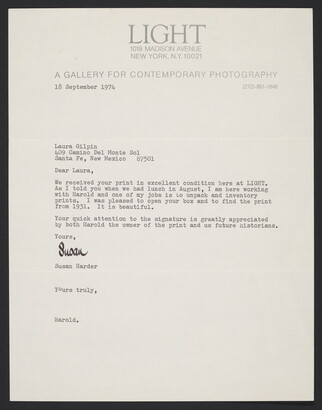 LIGHT
1018 MADISON AVENUE
NEW YORK, N.Y. 10021
A GALLERY FOR CONTEMPORARY PHOTOGRAPHY
18 September 1974
Laura Gilpin
409 Camino Del Monte Sol
Santa Fe, New Mexico 87501
Dear Laura,
We received your print in excellent condition here at LIGHT.
As I told you when we had lunch in August, I am here working
with Harold and one of my jobs is to unpack and inventory
prints. I was pleased to open your box and to find the print
from 1931. It is beautiful.
Your quick attention to the signature is greatly appreciated
by both Harold the owner of the print and us future historians.
Yours,
Susan
Susan Harder
Yours truly,
Harold.